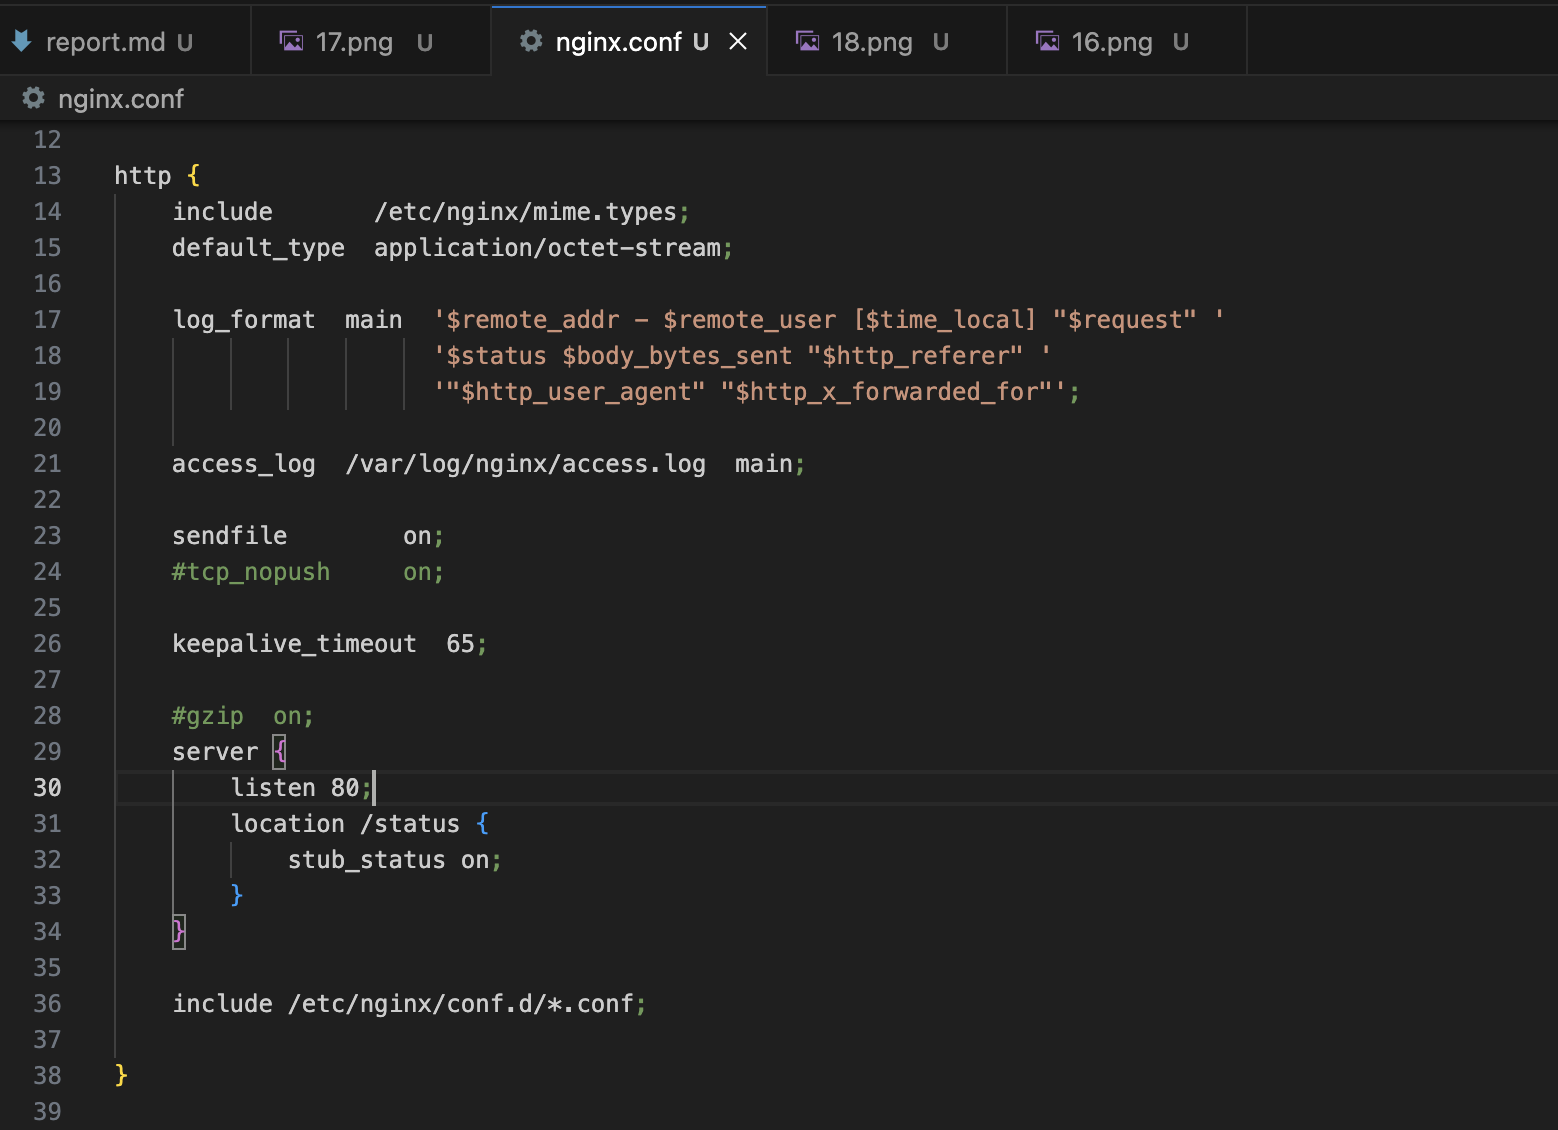 report.md U 17.png U nginx.conf U 18.png U 16.png U
nginx.conf
12
13 http {
14 include /etc/nginx/mime.types;
15 default_type application/octet-stream;
16
17 log_format main '$remote_addr - $remote_user [$time_local] "$request" '
18 '$status $body_bytes_sent "$http_referer" '
19 '"$http_user_agent" "$http_x_forwarded_for"';
20
21 access_log /var/log/nginx/access.log main;
22
23 sendfile on;
24 #tcp_nopush on;
25
26 keepalive_timeout 65;
27
28 #gzip on;
29 server {
30 listen 80;
31 location /status {
32 stub_status on;
33 }
34 }
35
36 include /etc/nginx/conf.d/*.conf;
37
38 }
39